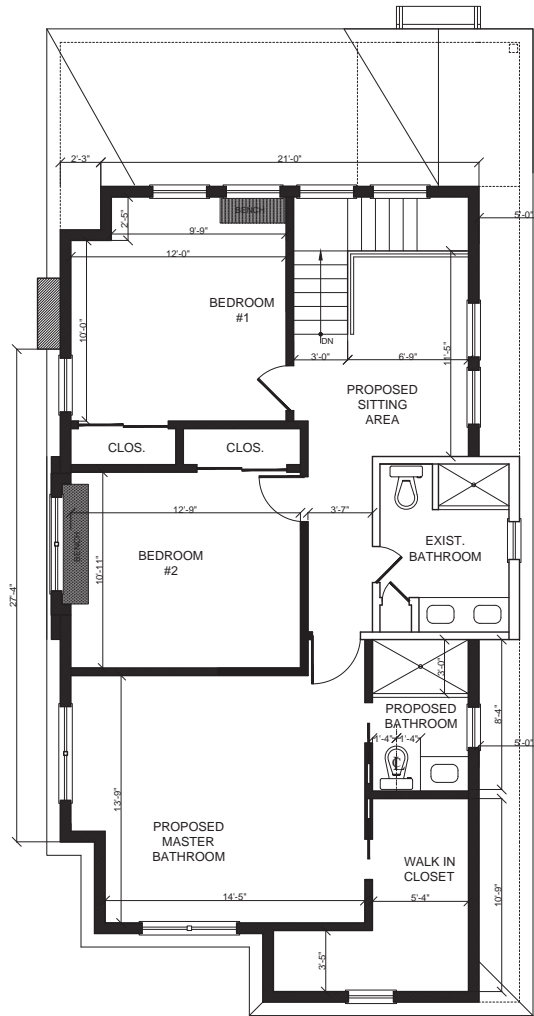 2'-3"
21'-0"
2'-5"
BENCH
5'-0"
9'-9"
12'-0"
BEDROOM
#1
10'-0"
DN
3'-0"
6'-9"
11'-5"
PROPOSED
SITTING
AREA
CLOS.
CLOS.
12'-9"
3'-7"
BENCH
10'-11"
BEDROOM
#2
EXIST.
BATHROOM
27'-4"
3'-0"
PROPOSED
BATHROOM
8'-4"
1'-4"
1'-4"
5'-0"
13'-9"
PROPOSED
MASTER
BATHROOM
WALK IN
CLOSET
14'-5"
5'-4"
10'-9"
3'-5"